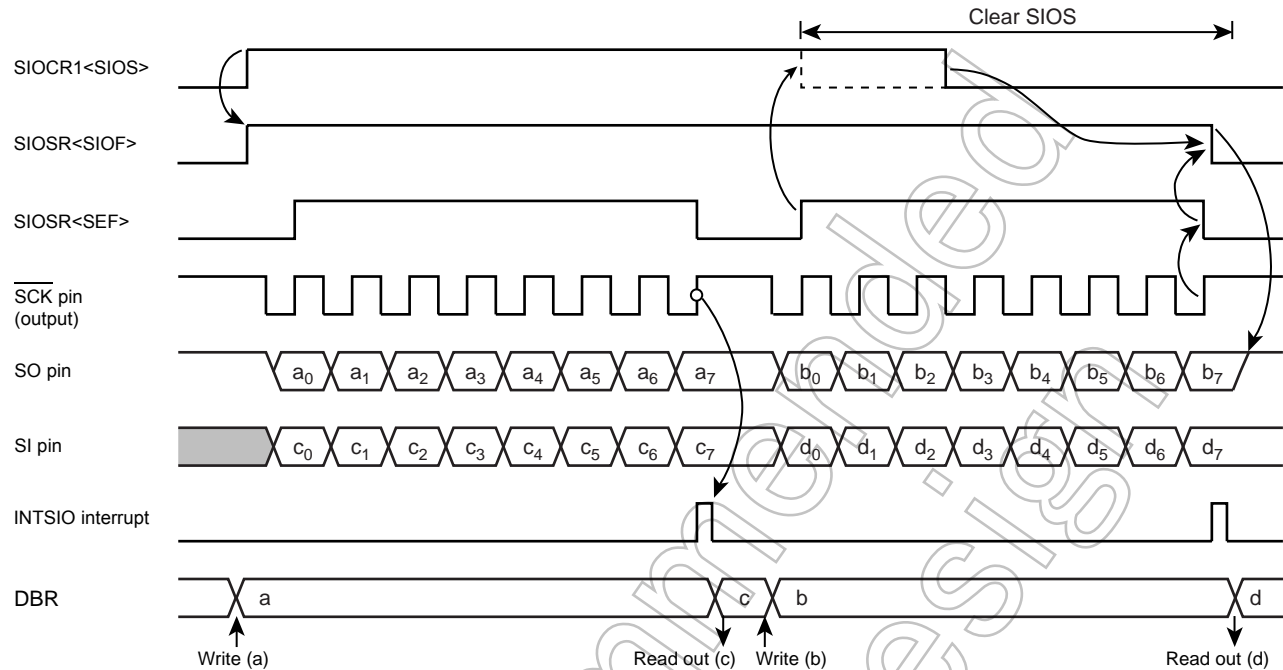 Clear SIOS
SIOCR1<SIOS>
SIOSR<SIOF>
SIOSR<SEF>
SCK pin
(output)
SO pin
a0 a1 a2 a3 a4 a5 a6 a7 b0 b1 b2 b3 b4 b5 b6 b7
SI pin
c0 c1 c2 c3 c4 c5 c6 c7 d0 d1 d2 d3 d4 d5 d6 d7
INTSIO interrupt
DBR
a c b d
Write (a) Read out (c) Write (b) Read out (d)
mmended
esign